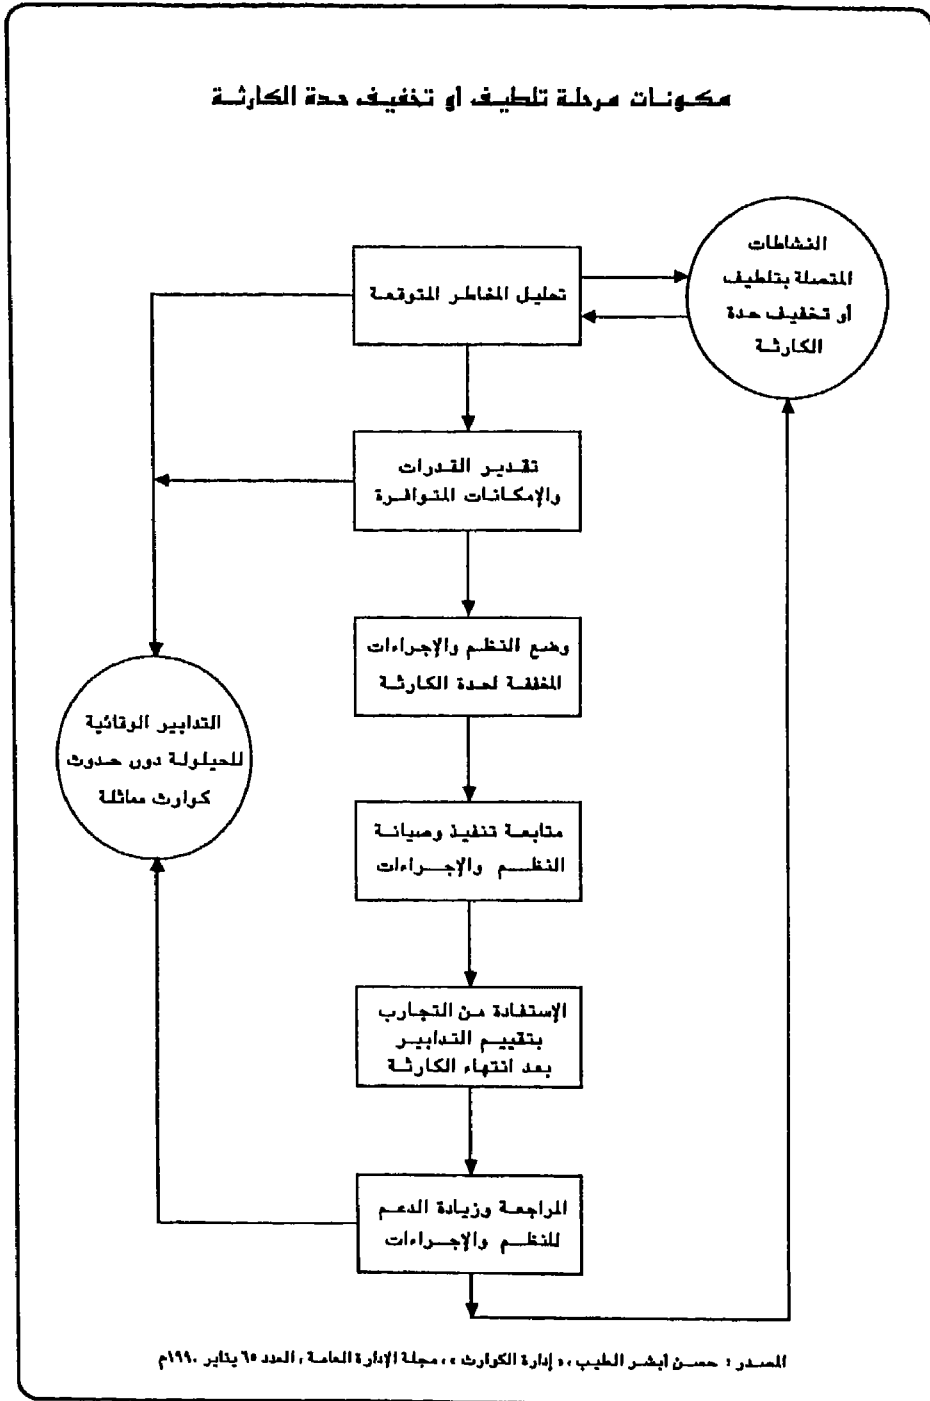 مكونات مرحلة تلطيف أو تخفيف حدة الكارثة
النشاطات
المتصلة بتلطيف
أو تخفيف حدة
الكارثة
تحليل المخاطر المتوقعة
تقدير القدرات
والإمكانات المتوافرة
وضع النظم والإجراءات
المخففة لحدة الكارثة
التدابير الوقائية
للحيلولة دون حدوث
كوارث مماثلة
متابعة تنفيذ وصيانة
النظم والإجراءات
الإستفادة من التجارب
بتقييم التدابير
بعد انتهاء الكارثة
المراجعة وزيادة الدعم
للنظم والإجراءات
المصدر : حسن أبشر الطيب ، « إدارة الكوارث » ، مجلة الإدارة العامة ، العدد ٦٥ يناير ١٩٩٠م